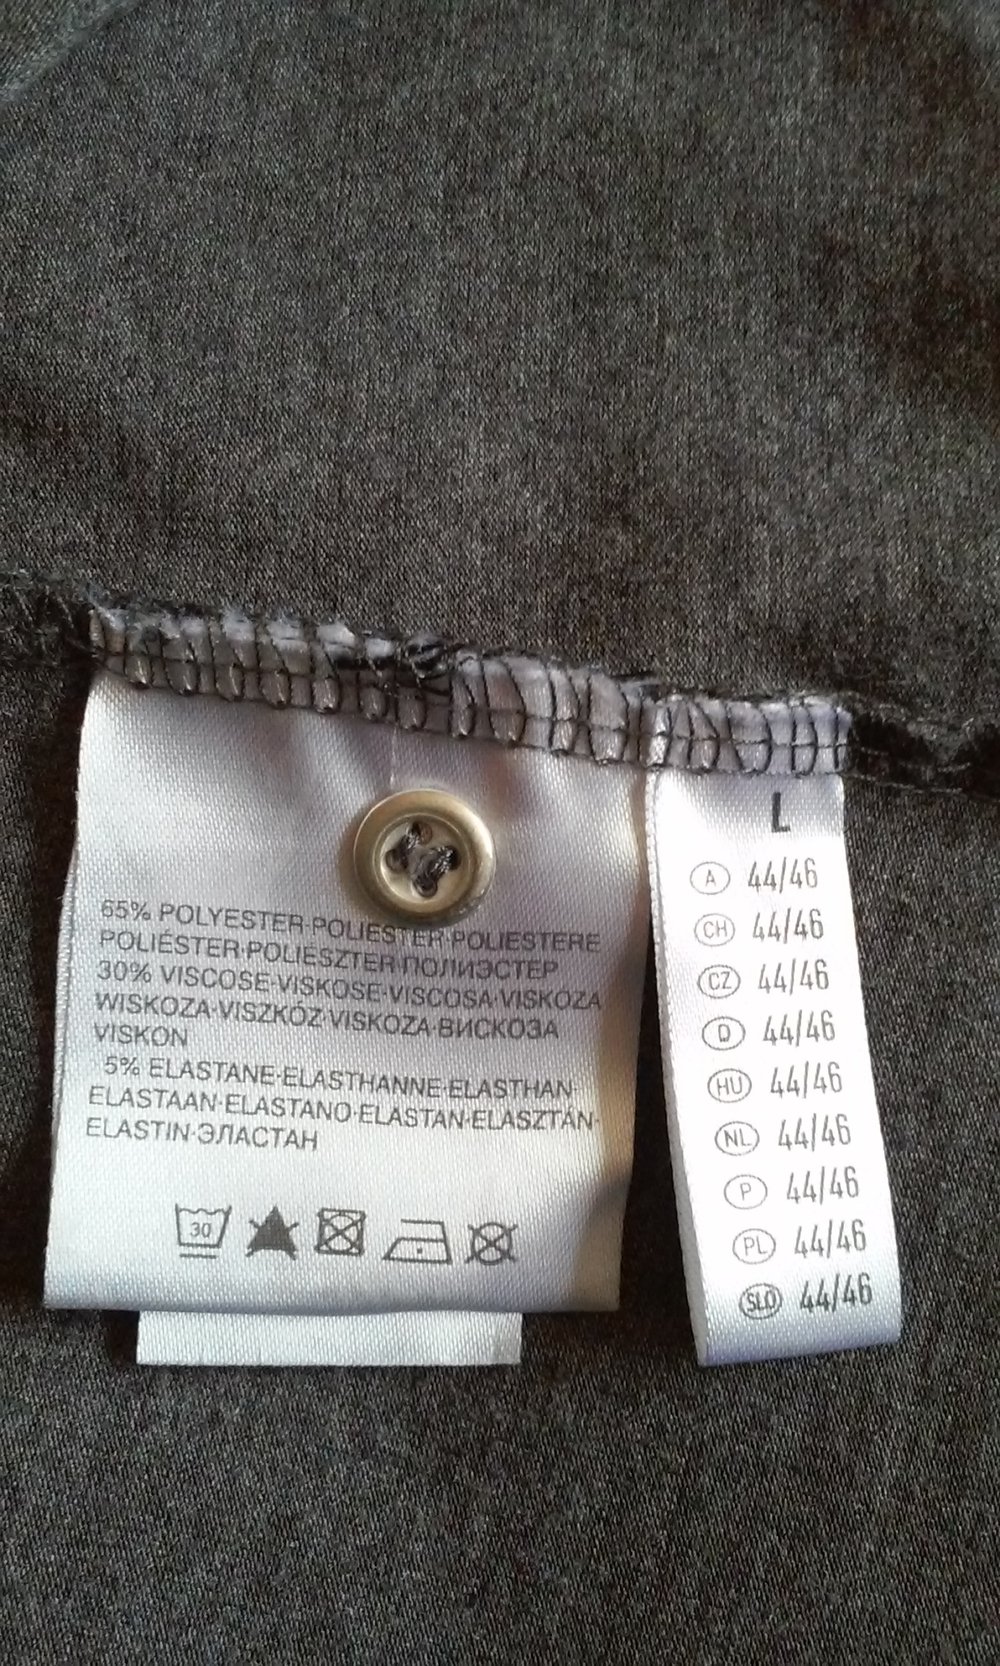 65% POLYESTER·POLIESTER·POLIESTERE
POLIÉSTER·POLIÉSZTER·ПОЛИЭСТЕР
30% VISCOSE·VISKOSE·VISCOSA·VISKOZA
WISKOZA·VISZKÓZ·VISKOZA·ВИСКОЗА
VISKON
5% ELASTANE·ELASTHANNE·ELASTHAN·
ELASTAAN·ELASTANO·ELASTAN·ELASZTÁN·
ELASTIN·ЭЛАСТАН
30
L
A 44/46
CH 44/46
CZ 44/46
D 44/46
HU 44/46
NL 44/46
P 44/46
PL 44/46
SLO 44/46